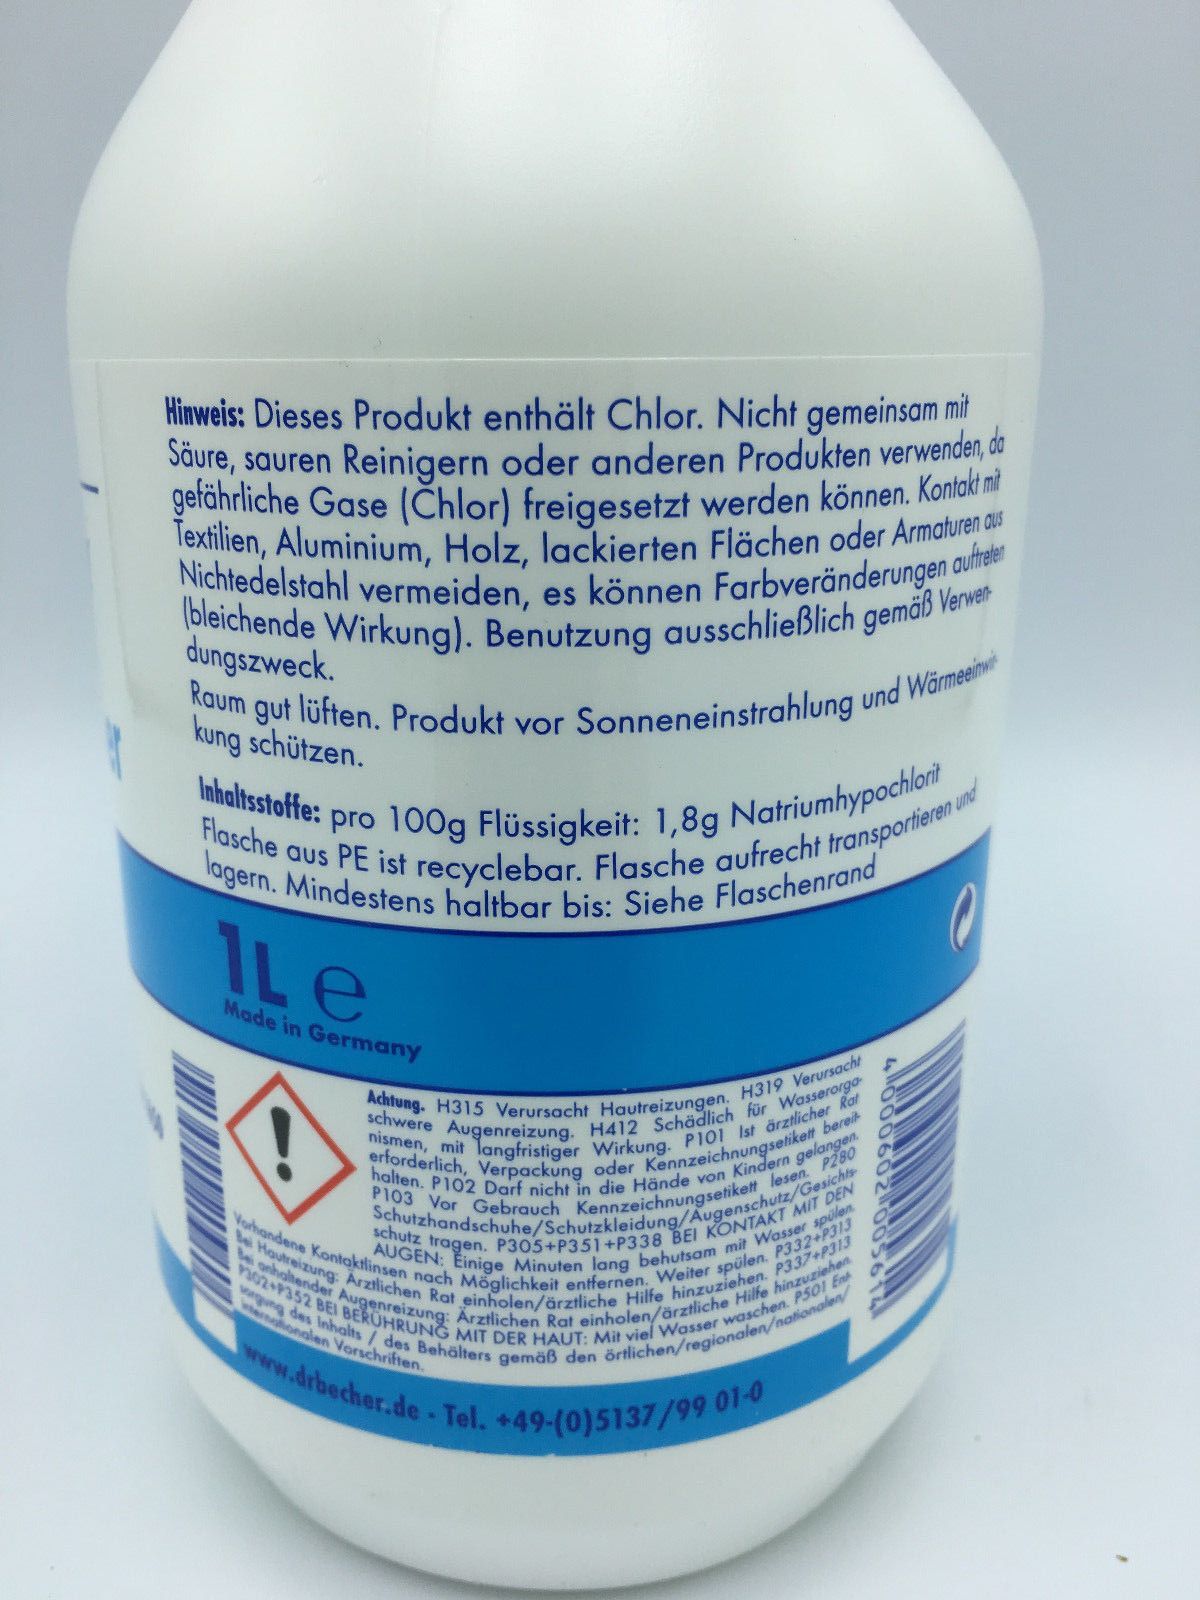 Hinweis: Dieses Produkt enthält Chlor. Nicht gemeinsam mit
Säure, sauren Reinigern oder anderen Produkten verwenden, da
gefährliche Gase (Chlor) freigesetzt werden können. Kontakt mit
Textilien, Aluminium, Holz, lackierten Flächen oder Armaturen aus
Nichtedelstahl vermeiden, es können Farbveränderungen auftreten
(bleichende Wirkung). Benutzung ausschließlich gemäß Verwen-
dungszweck.
Raum gut lüften. Produkt vor Sonneneinstrahlung und Wärmeeinwir-
kung schützen.
Inhaltsstoffe: pro 100g Flüssigkeit: 1,8g Natriumhypochlorit
Flasche aus PE ist recyclebar. Flasche aufrecht transportieren und
lagern. Mindestens haltbar bis: Siehe Flaschenrand
1L e
Made in Germany
Achtung. H315 Verursacht Hautreizungen. H319 Verursacht
schwere Augenreizung. H412 Schädlich für Wasserorga-
nismen, mit langfristiger Wirkung. P101 Ist ärztlicher Rat
erforderlich, Verpackung oder Kennzeichnungsetikett bereit-
halten. P102 Darf nicht in die Hände von Kindern gelangen.
P103 Vor Gebrauch Kennzeichnungsetikett lesen. P280
Schutzhandschuhe/Schutzkleidung/Augenschutz/Gesichts-
schutz tragen. P305+P351+P338 BEI KONTAKT MIT DEN
AUGEN: Einige Minuten lang behutsam mit Wasser spülen.
Vorhandene Kontaktlinsen nach Möglichkeit entfernen. Weiter spülen. P332+P313
Bei Hautreizung: Ärztlichen Rat einholen/ärztliche Hilfe hinzuziehen. P337+P313
Bei anhaltender Augenreizung: Ärztlichen Rat einholen/ärztliche Hilfe hinzuziehen.
P302+P352 BEI BERÜHRUNG MIT DER HAUT: Mit viel Wasser waschen. P501 Ent-
sorgung des Inhalts / des Behälters gemäß den örtlichen/regionalen/nationalen/
internationalen Vorschriften.
4 000602 005614
www.drbecher.de - Tel. +49-(0)5137/99 01-0